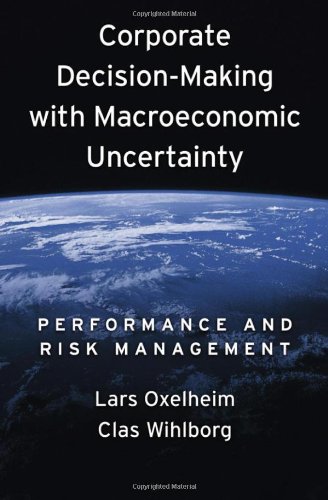 Corporate
Decision-Making
with Macroeconomic
Uncertainty
PERFORMANCE AND
RISK MANAGEMENT
Lars Oxelheim
Clas Wihlborg